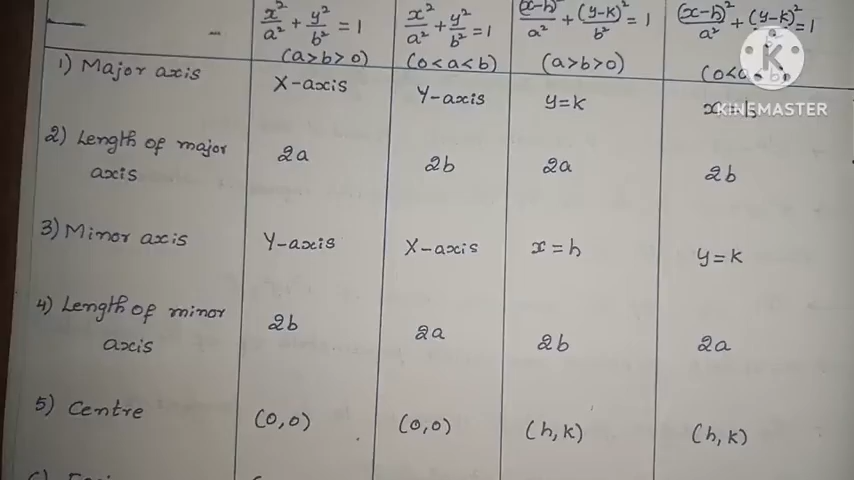 x²/a² + y²/b² = 1 x²/a² + y²/b² = 1 (x-h)²/a² + (y-k)²/b² = 1 (x-h)²/a² + (y-k)²/b² = 1
(a>b>0) (0<a<b) (a>b>0) (0<a<b)
1) Major axis X-axis Y-axis y=k x=h
2) Length of major 2a 2b 2a 2b
axis
3) Minor axis Y-axis X-axis x=h y=k
4) Length of minor 2b 2a 2b 2a
axis
5) Centre (0,0) (0,0) (h,k) (h,k)
K
KINEMASTER